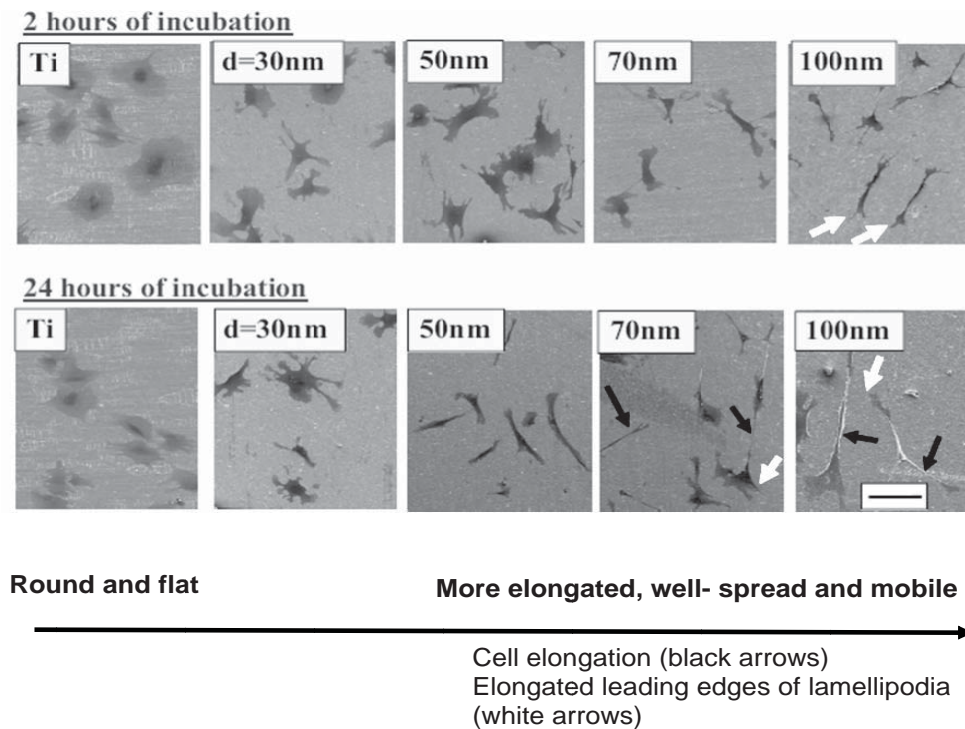 2 hours of incubation
Ti
d=30nm
50nm
70nm
100nm
24 hours of incubation
Ti
d=30nm
50nm
70nm
100nm
Round and flat
More elongated, well- spread and mobile
Cell elongation (black arrows)
Elongated leading edges of lamellipodia
(white arrows)